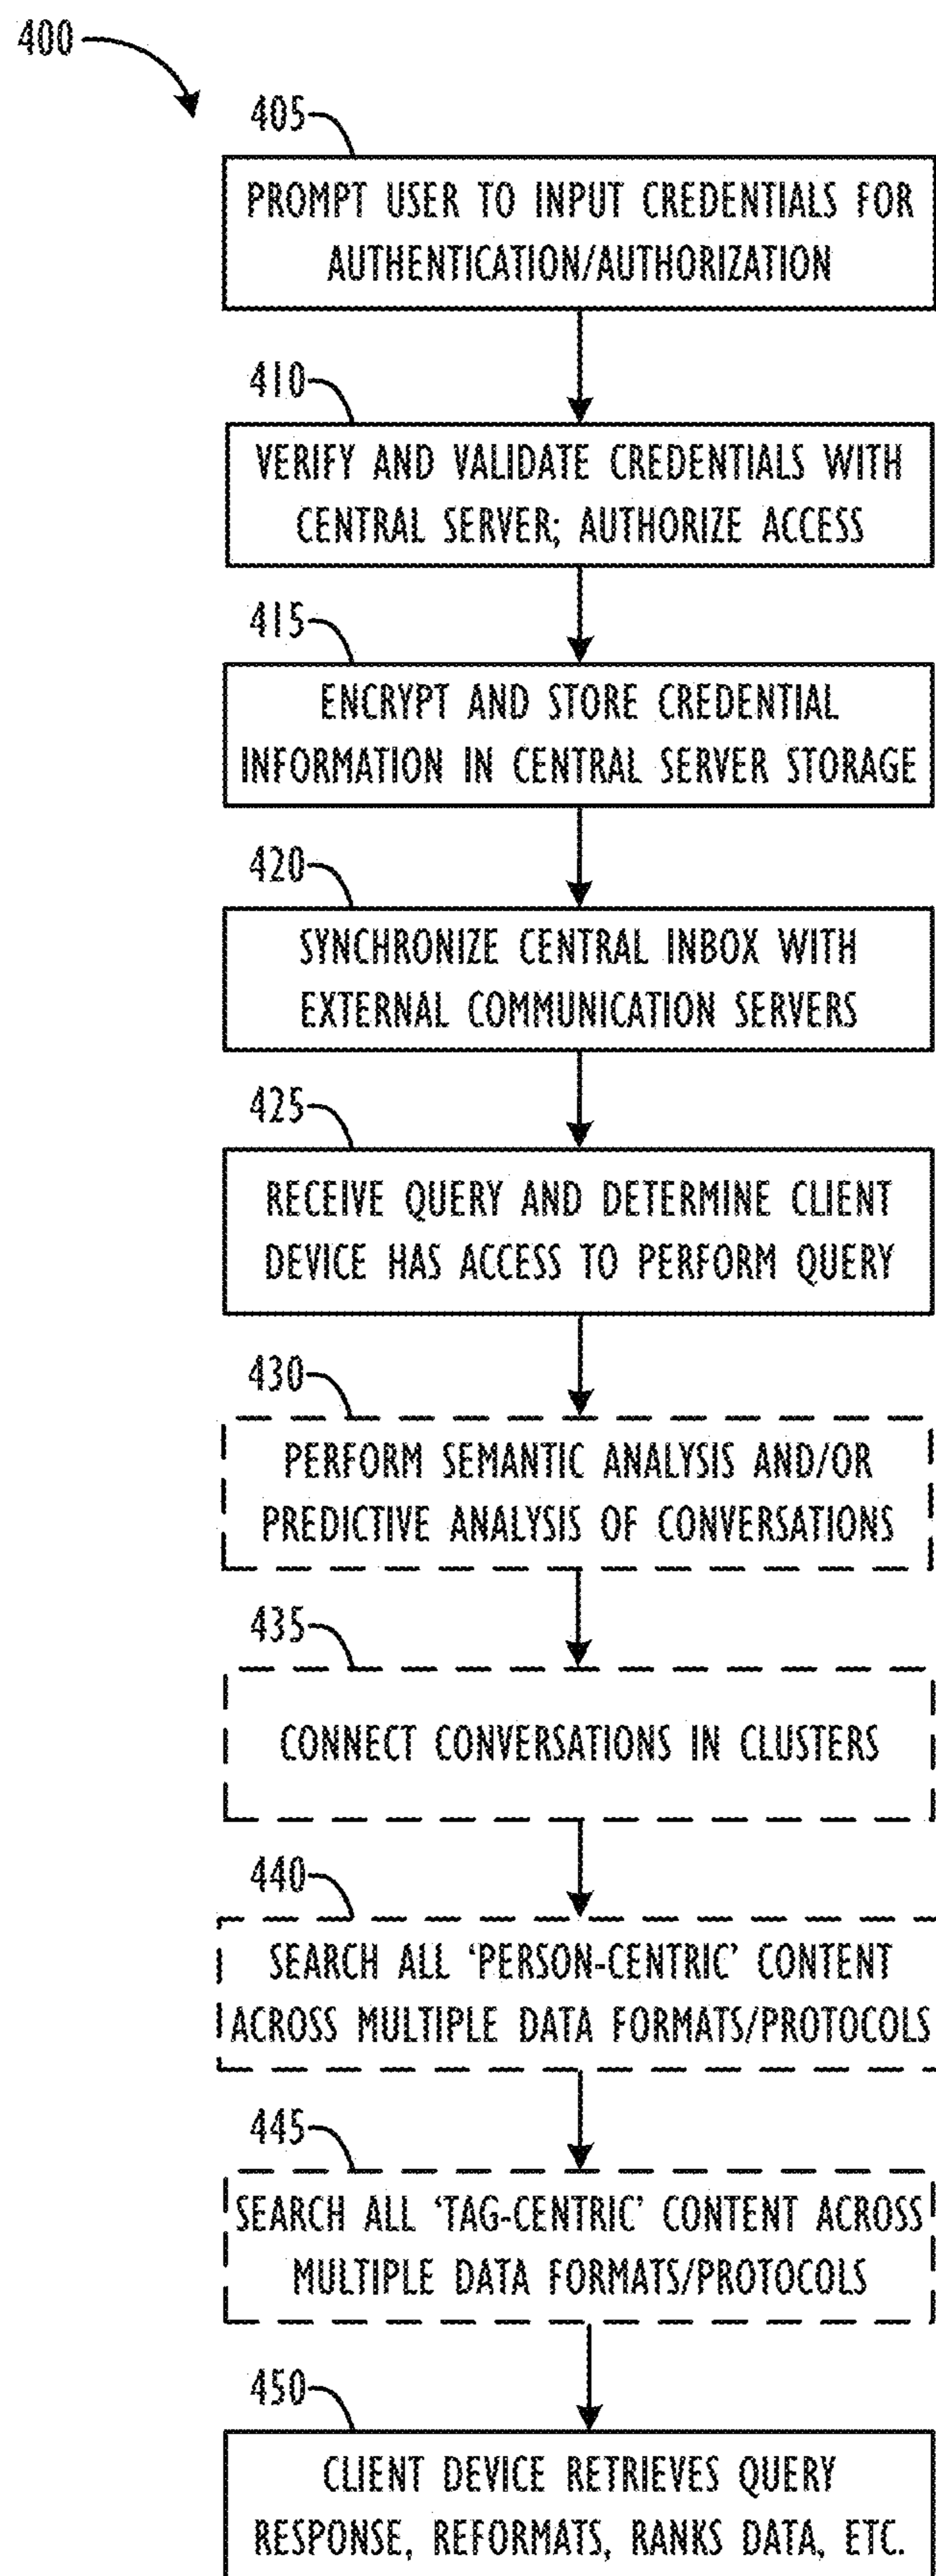 400
405
PROMPT USER TO INPUT CREDENTIALS FOR
AUTHENTICATION/AUTHORIZATION
410
VERIFY AND VALIDATE CREDENTIALS WITH
CENTRAL SERVER; AUTHORIZE ACCESS
415
ENCRYPT AND STORE CREDENTIAL
INFORMATION IN CENTRAL SERVER STORAGE
420
SYNCHRONIZE CENTRAL INBOX WITH
EXTERNAL COMMUNICATION SERVERS
425
RECEIVE QUERY AND DETERMINE CLIENT
DEVICE HAS ACCESS TO PERFORM QUERY
430
PERFORM SEMANTIC ANALYSIS AND/OR
PREDICTIVE ANALYSIS OF CONVERSATIONS
435
CONNECT CONVERSATIONS IN CLUSTERS
440
SEARCH ALL ‘PERSON-CENTRIC’ CONTENT
ACROSS MULTIPLE DATA FORMATS/PROTOCOLS
445
SEARCH ALL ‘TAG-CENTRIC’ CONTENT ACROSS
MULTIPLE DATA FORMATS/PROTOCOLS
450
CLIENT DEVICE RETRIEVES QUERY
RESPONSE, REFORMATS, RANKS DATA, ETC.